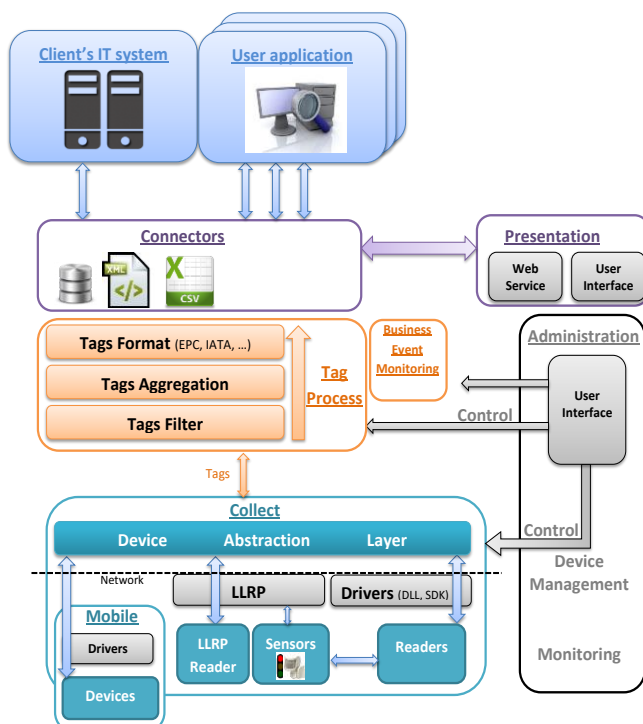 Client's IT system
User application
Connectors
XML
</>
X
CSV
Presentation
Web
Service
User
Interface
Tags Format (EPC, IATA, ...)
Tags Aggregation
Tags Filter
Tag
Process
Business
Event
Monitoring
Administration
User
Interface
Control
Tags
Collect
Device Abstraction Layer
Control
Device
Management
Network
LLRP
Drivers (DLL, SDK)
Mobile
Drivers
LLRP
Reader
Sensors
Readers
Devices
Monitoring